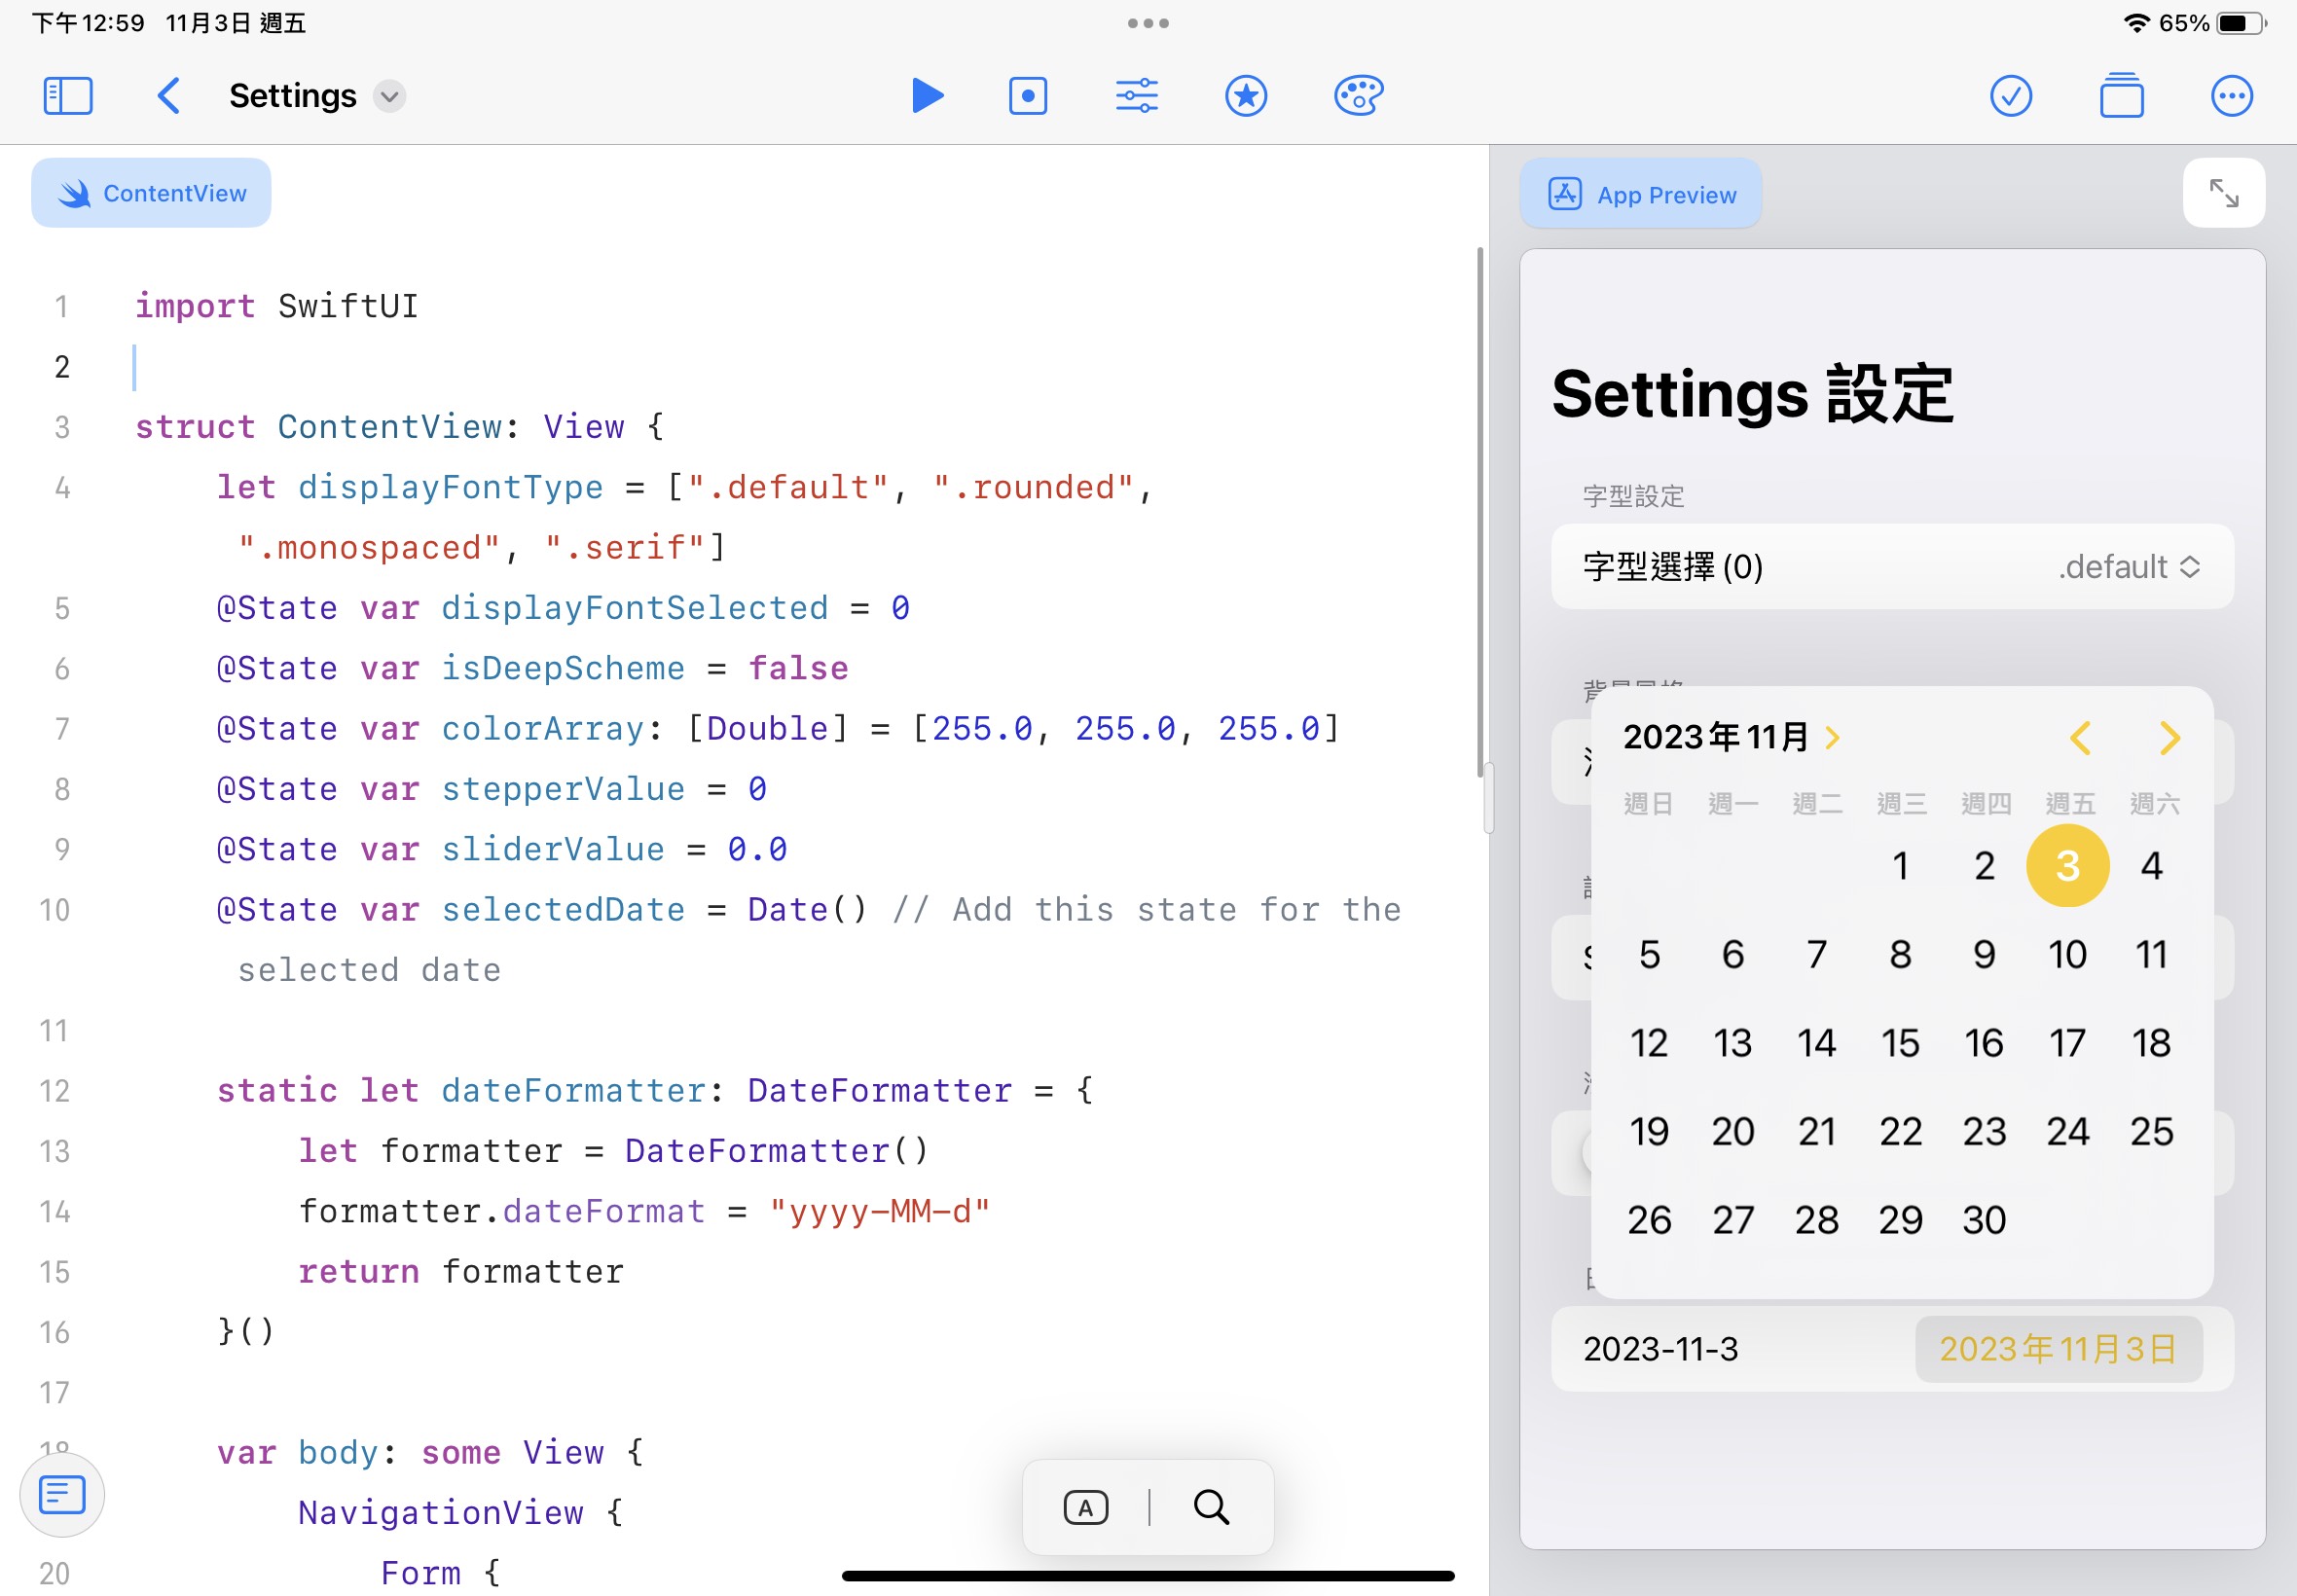 下午12:59 11月3日 週五
65%
Settings
ContentView
App Preview
1 import SwiftUI
2
3 struct ContentView: View {
4 let displayFontType = [".default", ".rounded",
".monospaced", ".serif"]
5 @State var displayFontSelected = 0
6 @State var isDeepScheme = false
7 @State var colorArray: [Double] = [255.0, 255.0, 255.0]
8 @State var stepperValue = 0
9 @State var sliderValue = 0.0
10 @State var selectedDate = Date() // Add this state for the
selected date
11
12 static let dateFormatter: DateFormatter = {
13 let formatter = DateFormatter()
14 formatter.dateFormat = "yyyy-MM-d"
15 return formatter
16 }()
17
18 var body: some View {
19 NavigationView {
20 Form {
A
Settings 設定
字型設定
字型選擇 (0) .default
2023年 11月
週日 週一 週二 週三 週四 週五 週六
1 2 3 4
5 6 7 8 9 10 11
12 13 14 15 16 17 18
19 20 21 22 23 24 25
26 27 28 29 30
2023-11-3 2023年 11月3日